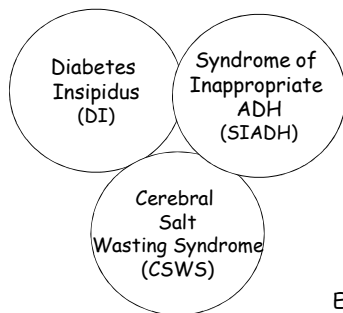 Diabetes
Insipidus
(DI)
Syndrome of
Inappropriate
ADH
(SIADH)
Cerebral
Salt
Wasting Syndrome
(CSWS)
E